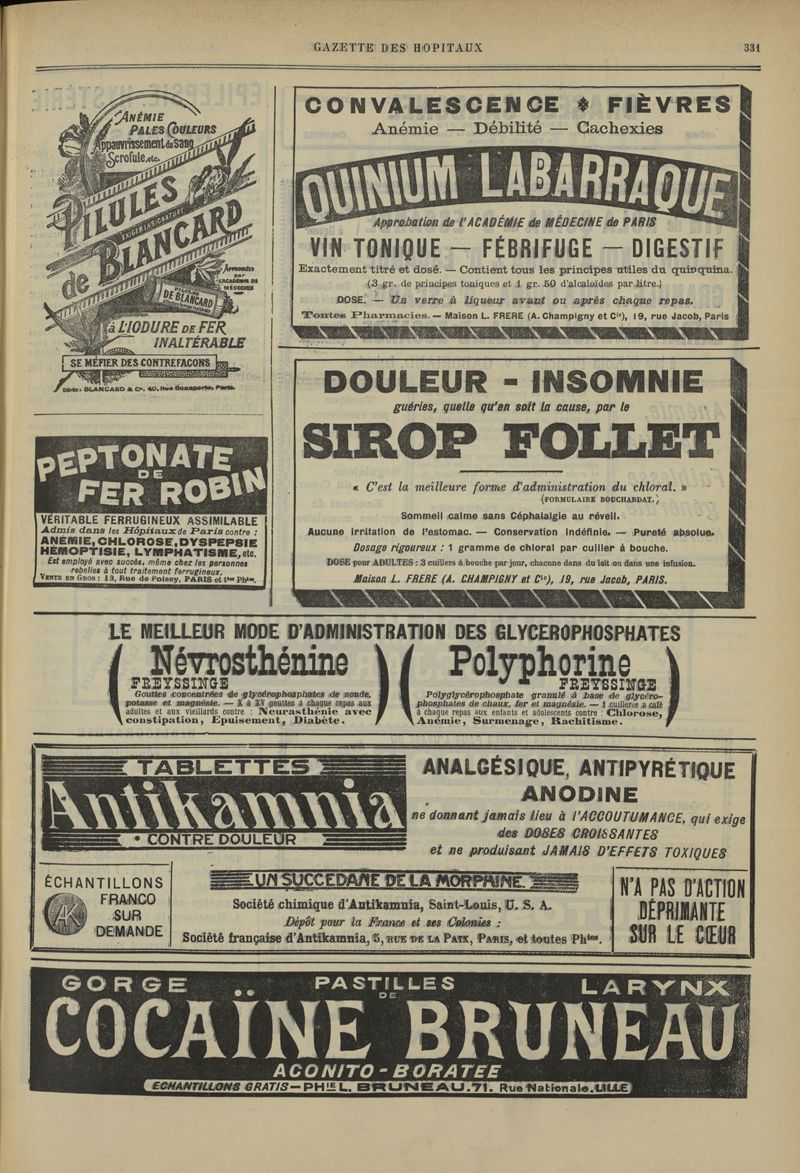 GAZETTE DES HOPITAUX
331
ANÉMIE
PALES COULEURS
Appauvrissement du Sang
Scrofule, etc.
PILULES
EXIGER LA SIGNATURE
de BLANCARD
Approuvées
par
L'ACADÉMIE DE
MÉDECINE
PILULES
DE BLANCARD
à L'IODURE DE FER
INALTÉRABLE
SE MÉFIER DES CONTREFAÇONS
BLANCARD & Cie, 40, Rue Bonaparte, Paris.
PEPTONATE
DE
FER ROBIN
VÉRITABLE FERRUGINEUX ASSIMILABLE
Admis dans les Hôpitaux de Paris contre :
ANÉMIE, CHLOROSE, DYSPEPSIE
HÉMOPTISIE, LYMPHATISME, etc.
Est employé avec succès, même chez les personnes
rebelles à tout traitement ferrugineux.
VENTE EN GROS : 13, Rue de Poissy, PARIS et ttes Phies.
CONVALESCENCE * FIÈVRES
Anémie — Débilité — Cachexies
QUINIUM LABARRAQUE
Approbation de L'ACADÉMIE de MÉDECINE de PARIS
VIN TONIQUE — FÉBRIFUGE — DIGESTIF
Exactement titré et dosé. — Contient tous les principes utiles du quinquina.
(3 gr. de principes toniques et 1 gr. 50 d'alcaloïdes par litre.)
DOSE. — Un verre à liqueur avant ou après chaque repas.
Toutes Pharmacies. — Maison L. FRERE (A. Champigny et Cie), 19, rue Jacob, Paris
DOULEUR - INSOMNIE
guéries, quelle qu'en soit la cause, par le
SIROP FOLLET
« C'est la meilleure forme d'administration du chloral. »
(FORMULAIRE BOUCHARDAT.)
Sommeil calme sans Céphalalgie au réveil.
Aucune irritation de l'estomac. — Conservation indéfinie. — Pureté absolue.
Dosage rigoureux : 1 gramme de chloral par cuiller à bouche.
DOSE pour ADULTES : 3 cuillers à bouche par jour, chacune dans du lait ou dans une infusion.
Maison L. FRERE (A. CHAMPIGNY et Cie), 19, rue Jacob, PARIS.
LE MEILLEUR MODE D'ADMINISTRATION DES GLYCEROPHOSPHATES
Névrosthénine
FREYSSINGE
Gouttes concentrées de glycérophosphates de soude,
potasse et magnésie. — X à XV gouttes à chaque repas aux
adultes et aux vieillards contre : Neurasthénie avec
constipation, Epuisement, Diabète.
Polyphorine
FREYSSINGE
Polyglycérophosphate granulé à base de glycéro-
phosphates de chaux, fer et magnésie. — 1 cuillerée à café
à chaque repas aux enfants et adolescents contre : Chlorose,
Anémie, Surmenage, Rachitisme.
TABLETTES
Antikamnia
• CONTRE DOULEUR
ANALGÉSIQUE, ANTIPYRÉTIQUE
ANODINE
ne donnant jamais lieu à l'ACCOUTUMANCE, qui exige
des DOSES CROISSANTES
et ne produisant JAMAIS D'EFFETS TOXIQUES
ÉCHANTILLONS
FRANCO
SUR
DEMANDE
AK
UN SUCCEDANE DE LA MORPHINE
Société chimique d'Antikamnia, Saint-Louis, U. S. A.
Dépôt pour la France et ses Colonies :
Société française d'Antikamnia, 5, RUE DE LA PAIX, PARIS, et toutes Phies.
N'A PAS D'ACTION
DÉPRIMANTE
SUR LE CŒUR
GORGE PASTILLES LARYNX
DE
COCAÏNE BRUNEAU
ACONITO-BORATEE
ECHANTILLONS GRATIS — PHIE L. BRUNEAU. 71. Rue Nationale. LILLE